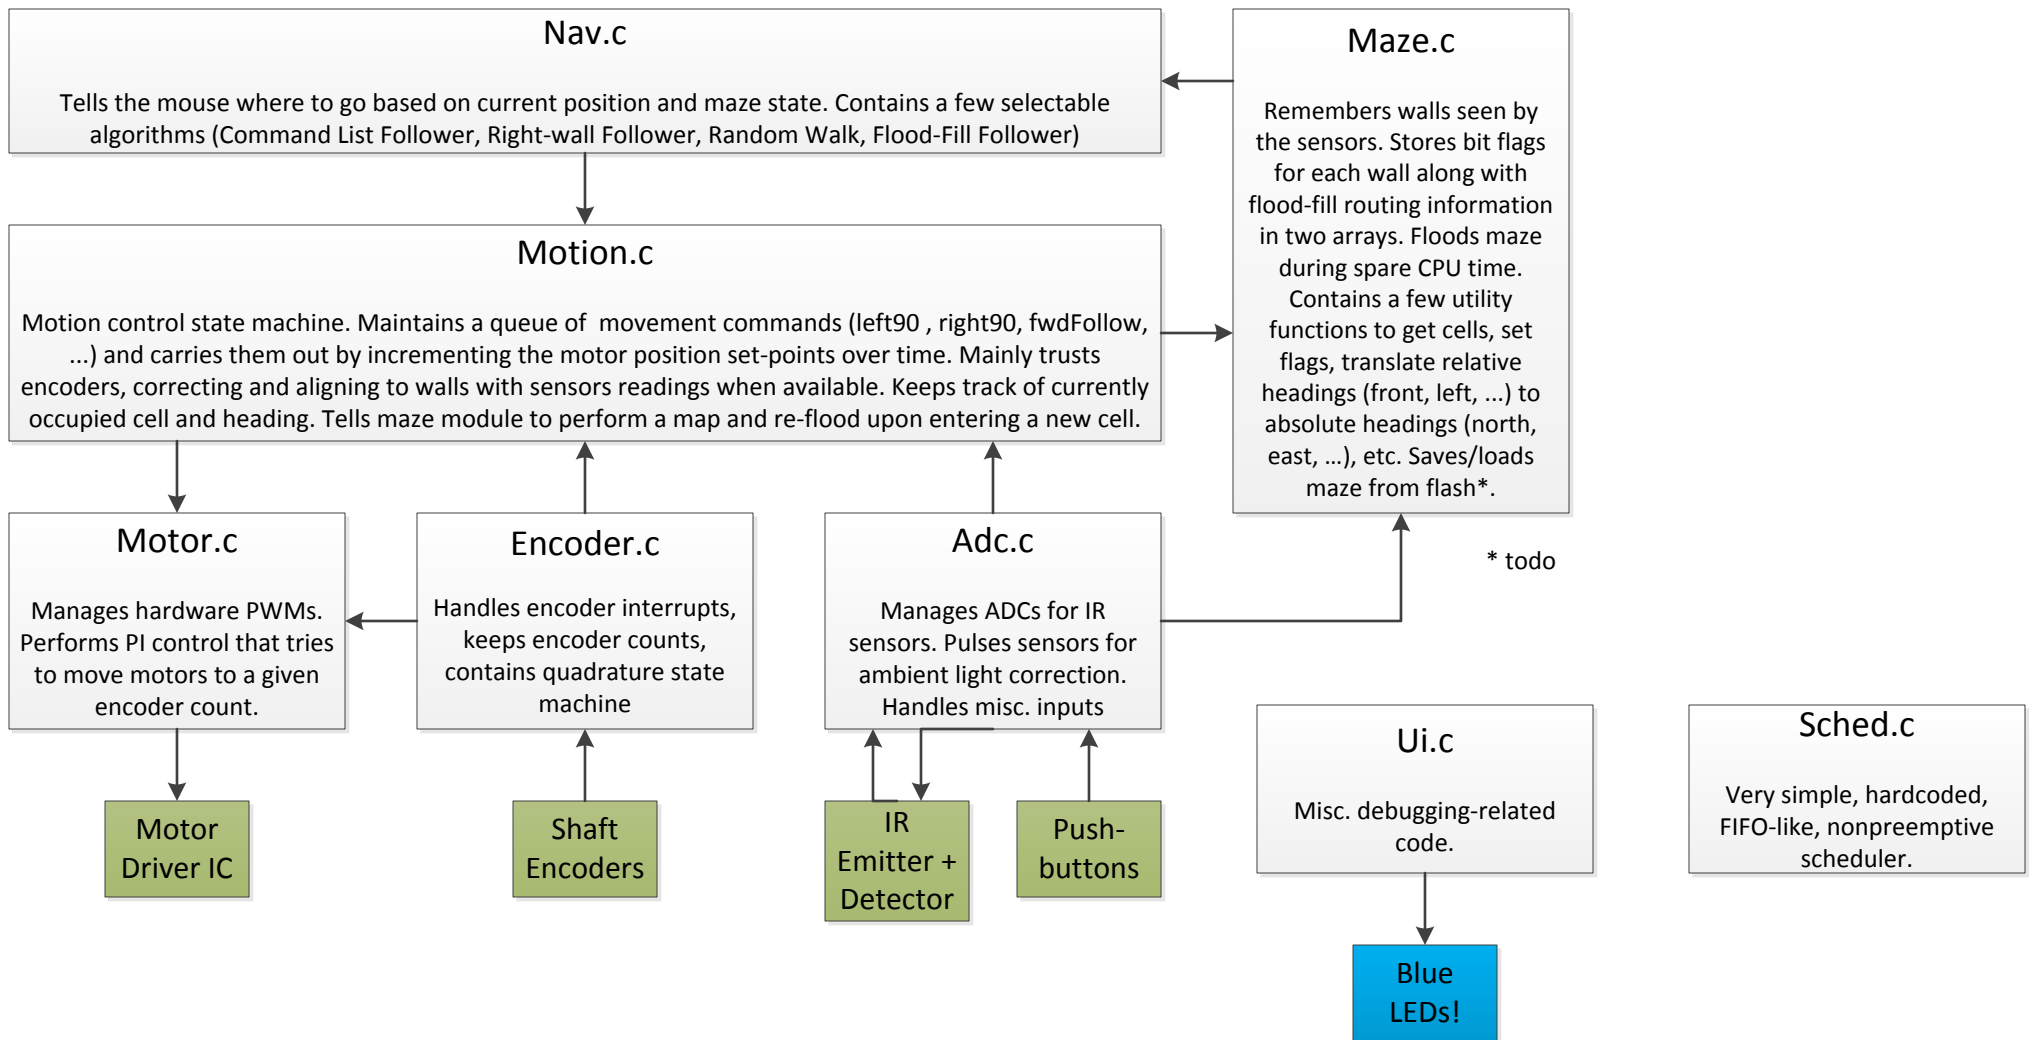 Nav.c
Tells the mouse where to go based on current position and maze state. Contains a few selectable
algorithms (Command List Follower, Right-wall Follower, Random Walk, Flood-Fill Follower)
Maze.c
Remembers walls seen by
the sensors. Stores bit flags
for each wall along with
flood-fill routing information
in two arrays. Floods maze
during spare CPU time.
Contains a few utility
functions to get cells, set
flags, translate relative
headings (front, left, ...) to
absolute headings (north,
east, ...), etc. Saves/loads
maze from flash*.
* todo
Motion.c
Motion control state machine. Maintains a queue of  movement commands (left90 , right90, fwdFollow,
...) and carries them out by incrementing the motor position set-points over time. Mainly trusts
encoders, correcting and aligning to walls with sensors readings when available. Keeps track of currently
occupied cell and heading. Tells maze module to perform a map and re-flood upon entering a new cell.
Motor.c
Manages hardware PWMs.
Performs PI control that tries
to move motors to a given
encoder count.
Encoder.c
Handles encoder interrupts,
keeps encoder counts,
contains quadrature state
machine
Adc.c
Manages ADCs for IR
sensors. Pulses sensors for
ambient light correction.
Handles misc. inputs
Ui.c
Misc. debugging-related
code.
Sched.c
Very simple, hardcoded,
FIFO-like, nonpreemptive
scheduler.
Motor
Driver IC
Shaft
Encoders
IR
Emitter +
Detector
Push-
buttons
Blue
LEDs!